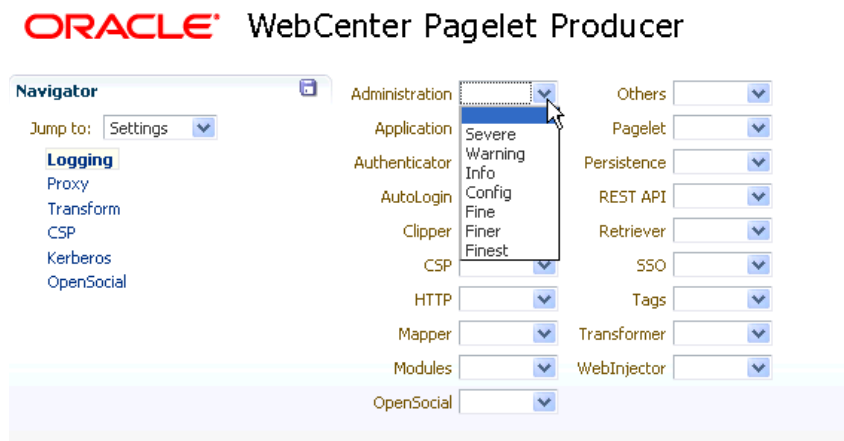 ORACLE WebCenter Pagelet Producer
Navigator
Jump to: Settings
Logging
Proxy
Transform
CSP
Kerberos
OpenSocial
Administration
Severe
Warning
Info
Config
Fine
Finer
Finest
Application
Authenticator
AutoLogin
Clipper
CSP
HTTP
Mapper
Modules
OpenSocial
Others
Pagelet
Persistence
REST API
Retriever
SSO
Tags
Transformer
WebInjector